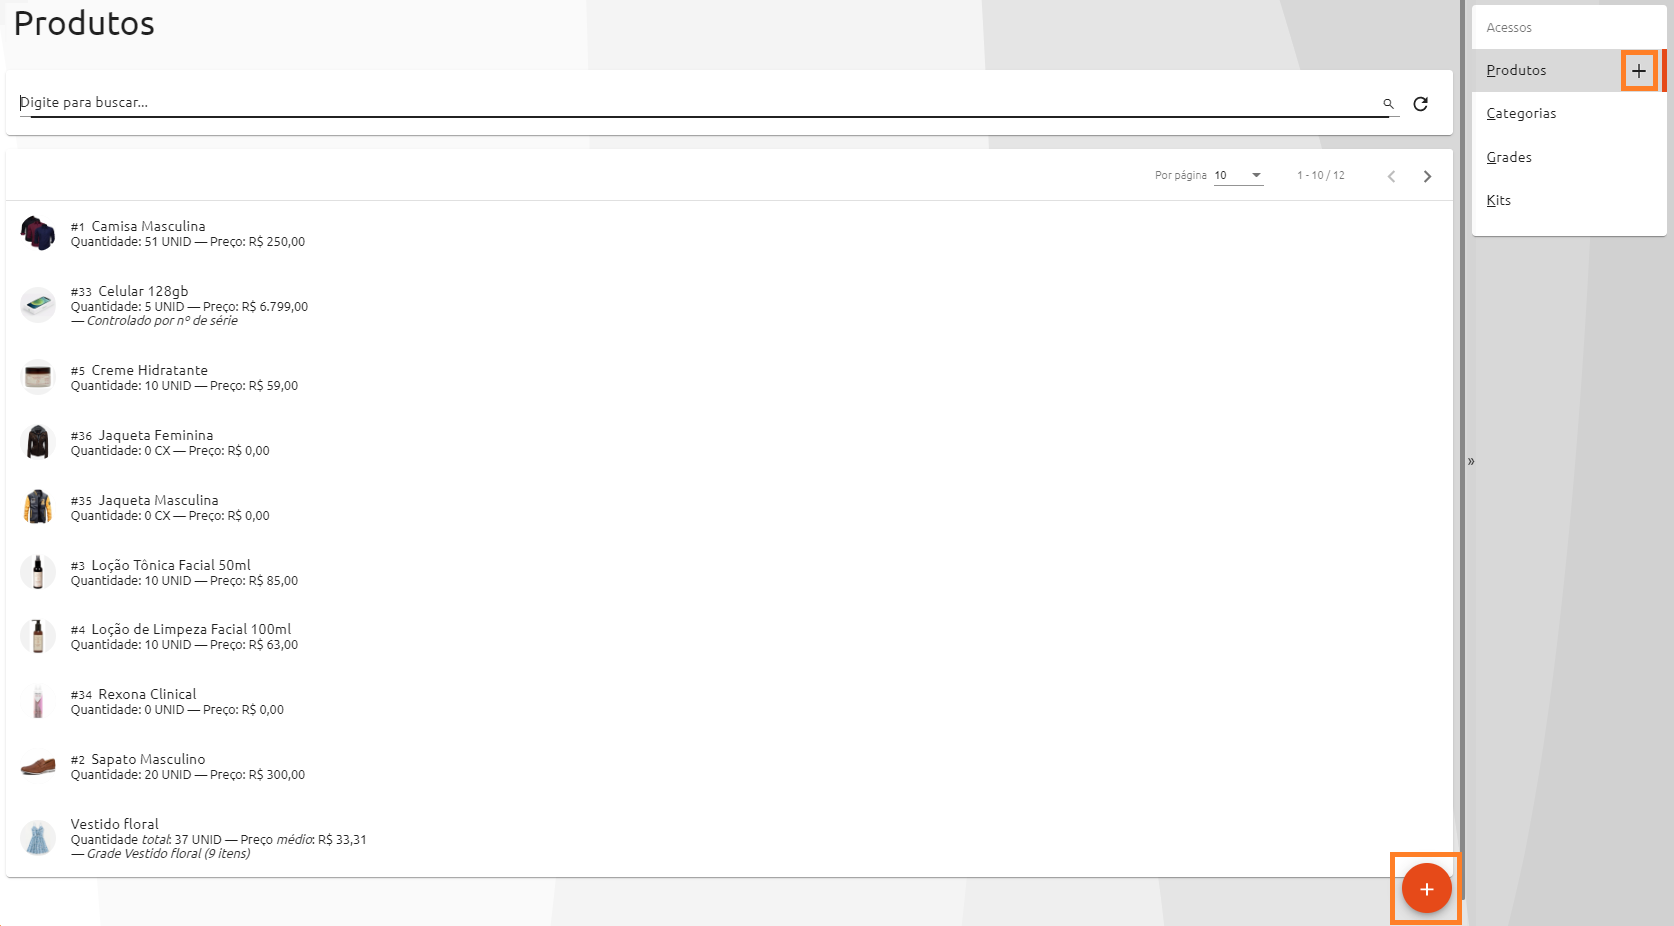 Produtos
Digite para buscar...
Por página 10 1 - 10 / 12
#1 Camisa Masculina
Quantidade: 51 UNID — Preço: R$ 250,00
#33 Celular 128gb
Quantidade: 5 UNID — Preço: R$ 6.799,00
— Controlado por nº de série
#5 Creme Hidratante
Quantidade: 10 UNID — Preço: R$ 59,00
#36 Jaqueta Feminina
Quantidade: 0 CX — Preço: R$ 0,00
#35 Jaqueta Masculina
Quantidade: 0 CX — Preço: R$ 0,00
#3 Loção Tônica Facial 50ml
Quantidade: 10 UNID — Preço: R$ 85,00
#4 Loção de Limpeza Facial 100ml
Quantidade: 10 UNID — Preço: R$ 63,00
#34 Rexona Clinical
Quantidade: 0 UNID — Preço: R$ 0,00
#2 Sapato Masculino
Quantidade: 20 UNID — Preço: R$ 300,00
Vestido floral
Quantidade total: 37 UNID — Preço médio: R$ 33,31
— Grade Vestido floral (9 itens)
+
»
Acessos
Produtos +
Categorias
Grades
Kits